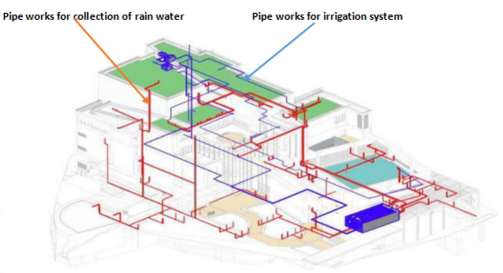 Pipe works for collection of rain water
Pipe works for irrigation system